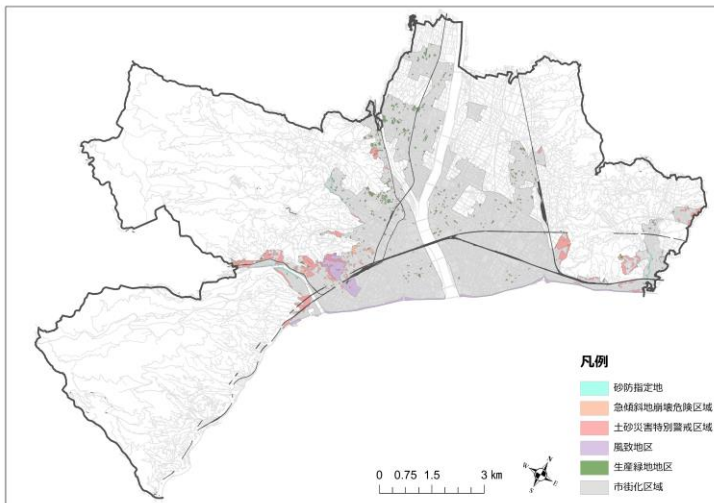 凡例
砂防指定地
急傾斜地崩壊危険区域
土砂災害特別警戒区域
風致地区
生産緑地地区
市街化区域
0 0.75 1.5 3 km
N
W
E
S